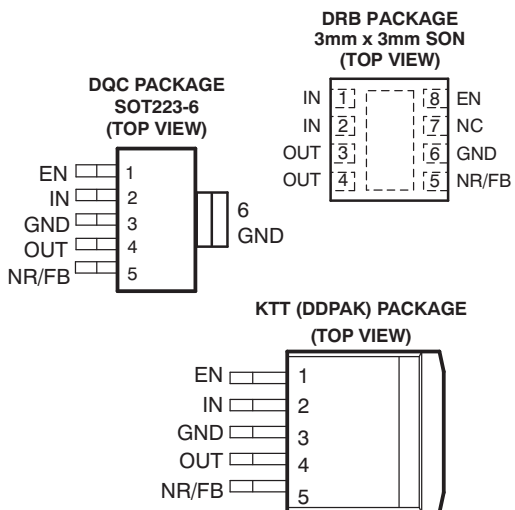 DRB PACKAGE
3mm x 3mm SON
(TOP VIEW)
IN 1 8 EN
IN 2 7 NC
OUT 3 6 GND
OUT 4 5 NR/FB
DQC PACKAGE
SOT223-6
(TOP VIEW)
EN 1
IN 2
GND 3
OUT 4
NR/FB 5
6
GND
KTT (DDPAK) PACKAGE
(TOP VIEW)
EN 1
IN 2
GND 3
OUT 4
NR/FB 5